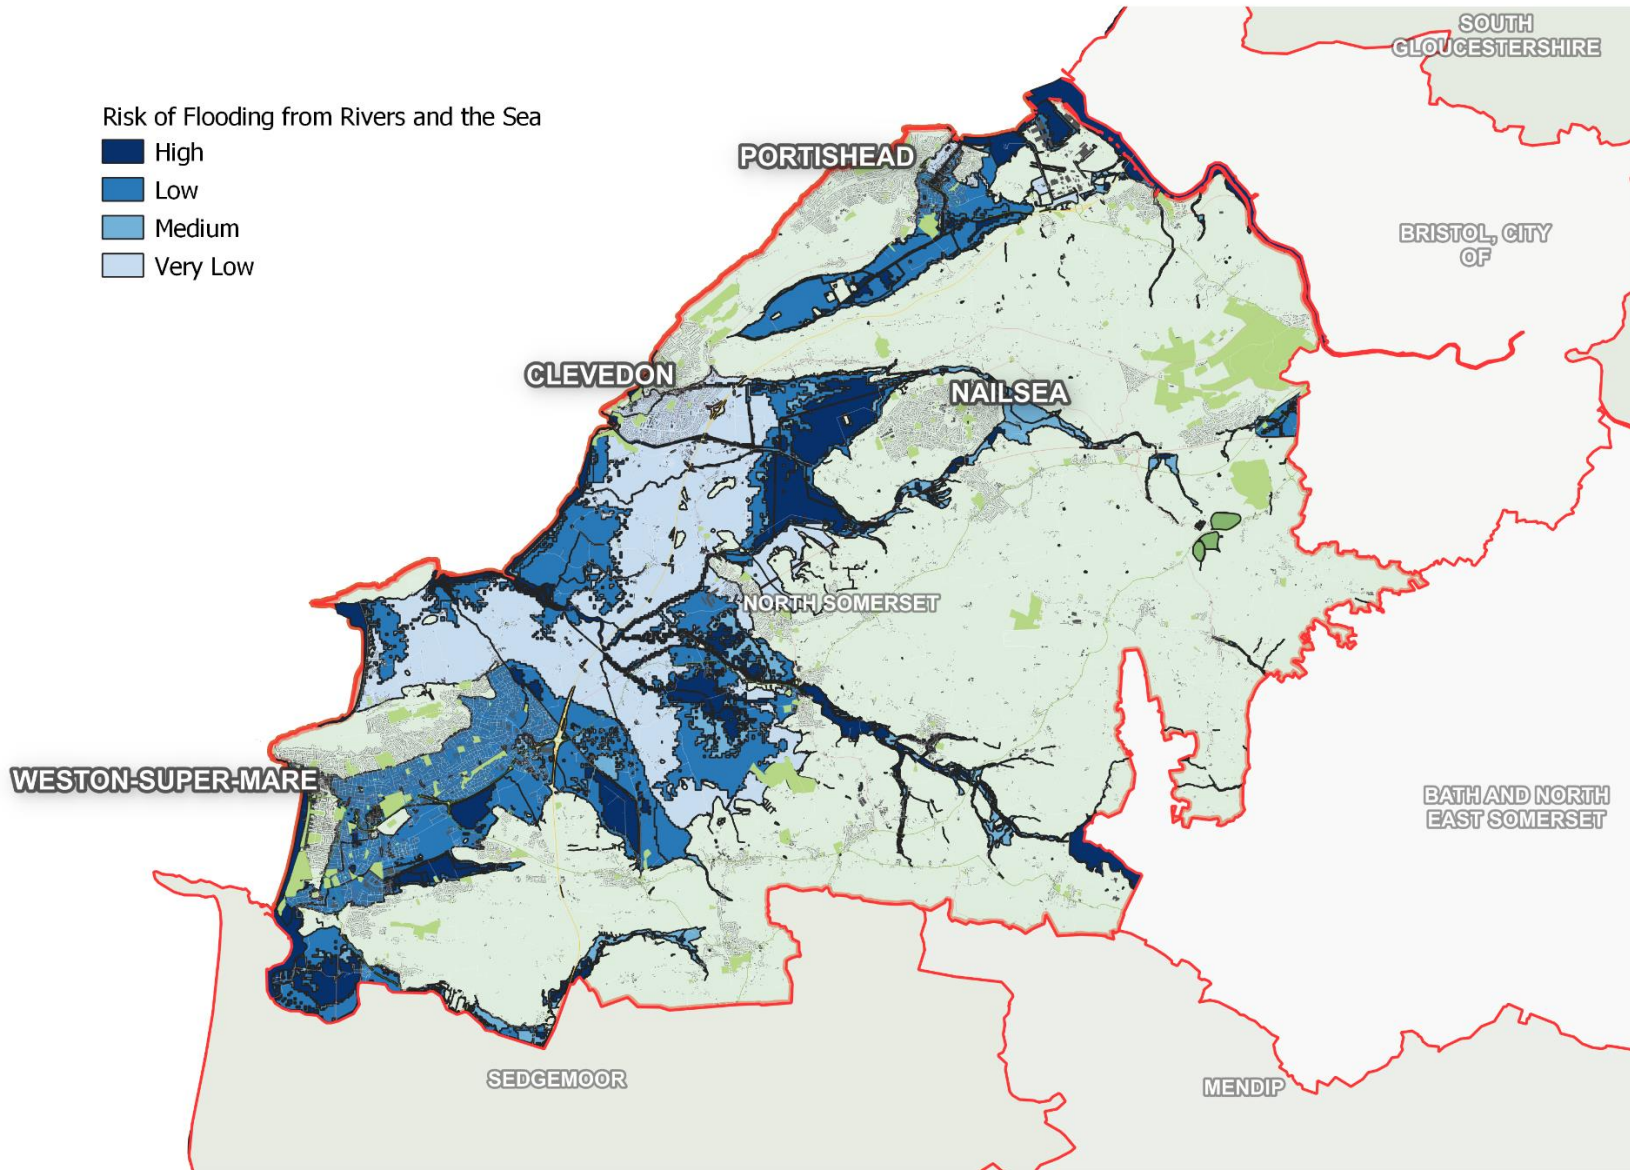 SOUTH
GLOUCESTERSHIRE
Risk of Flooding from Rivers and the Sea
High
Low
Medium
Very Low
PORTISHEAD
BRISTOL, CITY
OF
CLEVEDON
NAILSEA
NORTH SOMERSET
WESTON-SUPER-MARE
BATH AND NORTH
EAST SOMERSET
SEDGEMOOR
MENDIP